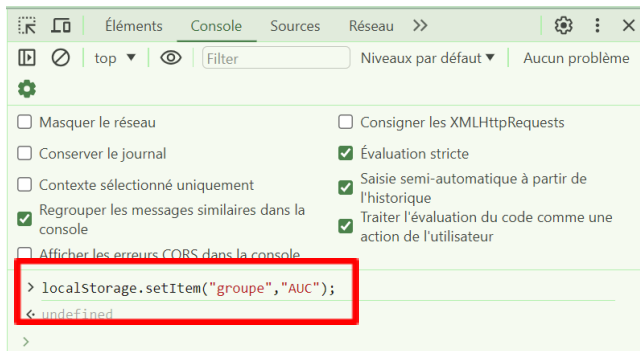 Éléments Console Sources Réseau
top Filter Niveaux par défaut Aucun problème
Masquer le réseau
Consigner les XMLHttpRequests
Conserver le journal
Évaluation stricte
Contexte sélectionné uniquement
Saisie semi-automatique à partir de
l'historique
Regrouper les messages similaires dans la
console
Traiter l'évaluation du code comme une
action de l'utilisateur
Afficher les erreurs CORS dans la console
> localStorage.setItem("groupe","AUC");
undefined
>